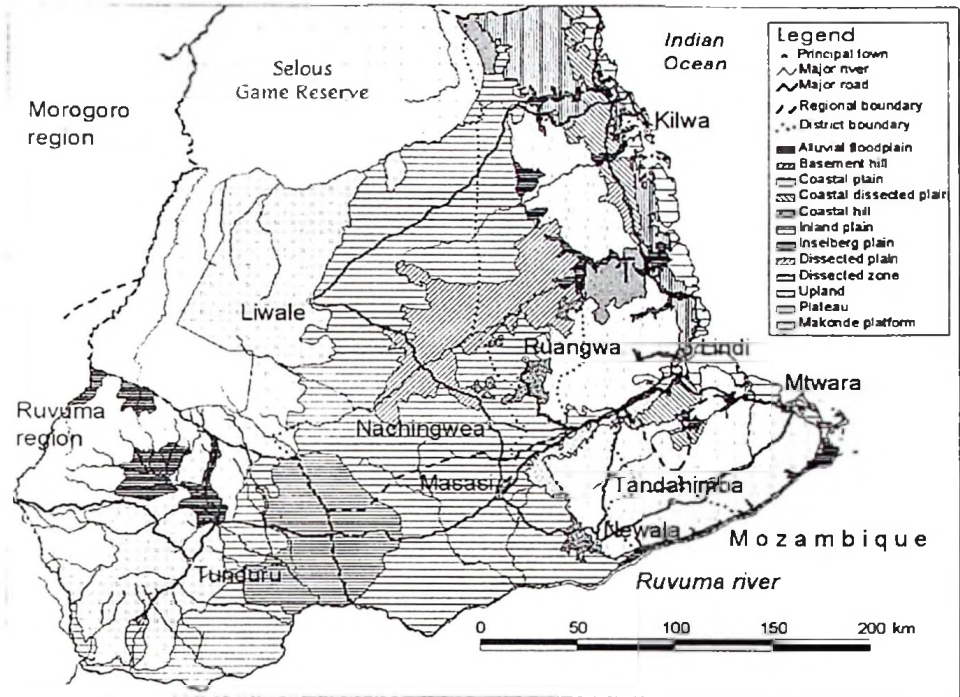 Indian
Ocean
Selous
Game Reserve
Morogoro
region
Kilwa
Liwale
Ruangwa
Lindi
Mtwara
Ruvuma
region
Nachingwea
Masasi
Tandahimba
Newala
Mozambique
Tunduru
Ruvuma river
0 50 100 150 200 km
Legend
Principal town
Major river
Major road
Regional boundary
District boundary
Alluvial floodplain
Basement hill
Coastal plain
Coastal dissected plain
Coastal hill
Inland plain
Inselberg plain
Dissected plain
Dissected zone
Upland
Plateau
Makonde platform